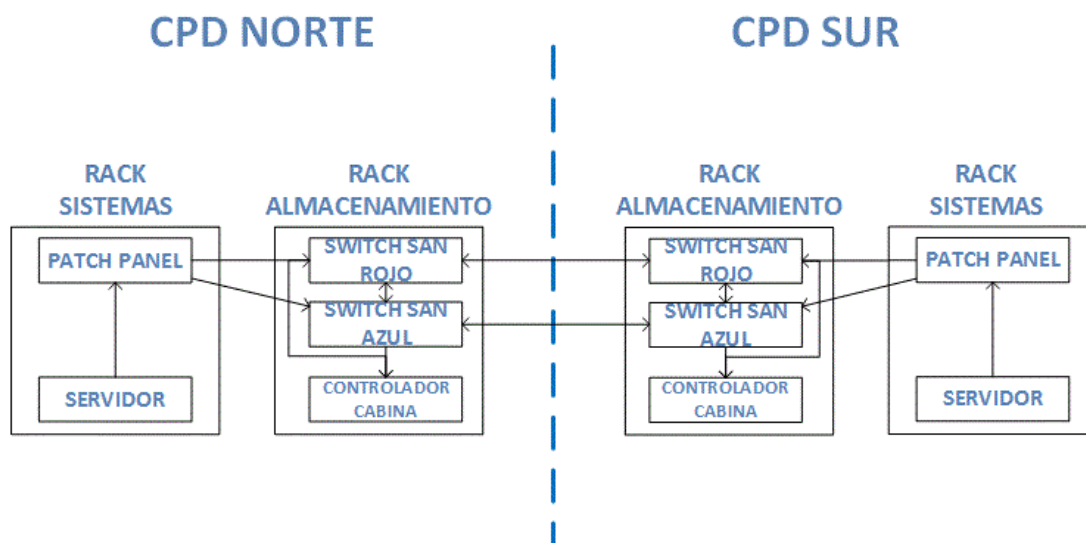 CPD NORTE
CPD SUR
RACK
SISTEMAS
RACK
ALMACENAMIENTO
RACK
ALMACENAMIENTO
RACK
SISTEMAS
PATCH PANEL
SWITCH SAN
ROJO
SWITCH SAN
ROJO
PATCH PANEL
SWITCH SAN
AZUL
SWITCH SAN
AZUL
SERVIDOR
CONTROLADOR
CABINA
CONTROLADOR
CABINA
SERVIDOR